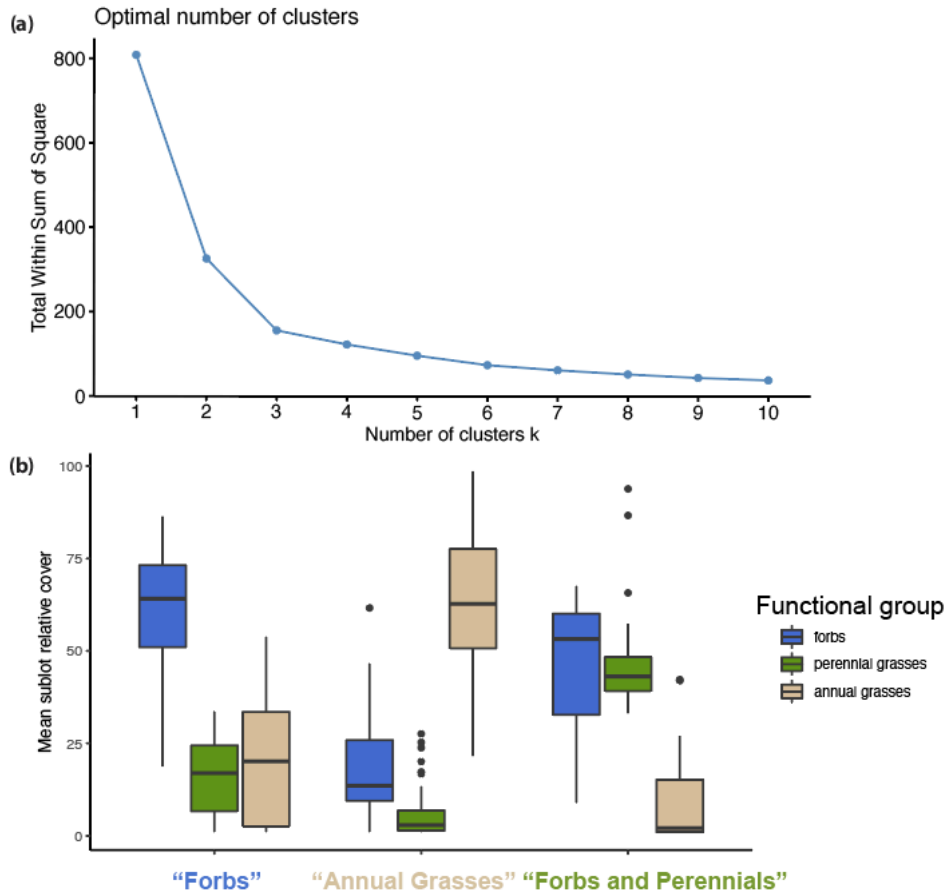 (a)
Optimal number of clusters
Total Within Sum of Square
800
600
400
200
0
1 2 3 4 5 6 7 8 9 10
Number of clusters k
(b)
Mean sublot relative cover
100
75
50
25
0
Functional group
forbs
perennial grasses
annual grasses
“Forbs” “Annual Grasses” “Forbs and Perennials”